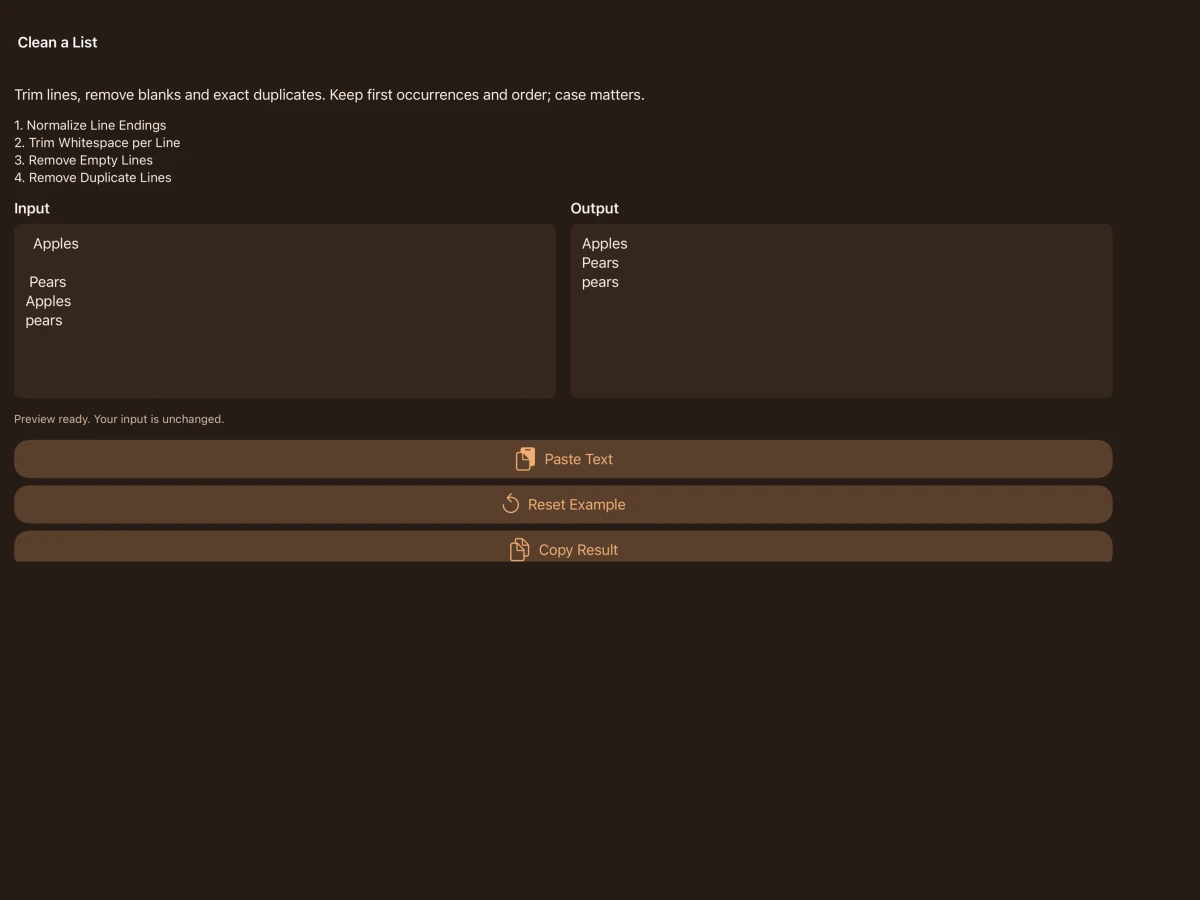 Clean a List
Trim lines, remove blanks and exact duplicates. Keep first occurrences and order; case matters.
1. Normalize Line Endings
2. Trim Whitespace per Line
3. Remove Empty Lines
4. Remove Duplicate Lines
Input
Apples
Pears
Apples
pears
Output
Apples
Pears
pears
Preview ready. Your input is unchanged.
Paste Text
Reset Example
Copy Result